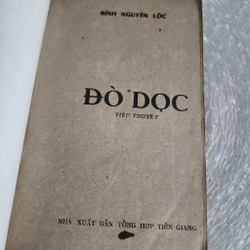 BÌNH NGUYÊN LỘC
ĐÒ DỌC
TIỂU THUYẾT
NHÀ XUẤT BẢN TỔNG HỢP TIỀN GIANG